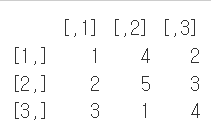 [,1] [,2] [,3]
[1,] 1 4 2
[2,] 2 5 3
[3,] 3 1 4